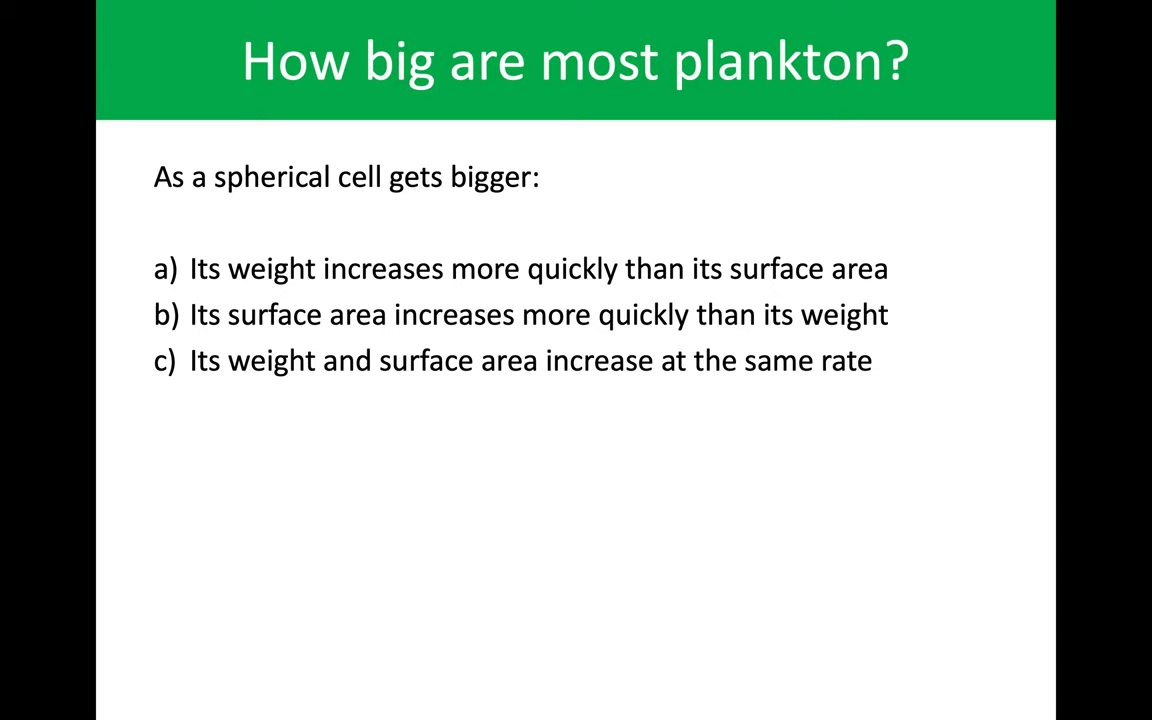 How big are most plankton?
As a spherical cell gets bigger:
a) Its weight increases more quickly than its surface area
b) Its surface area increases more quickly than its weight
c) Its weight and surface area increase at the same rate